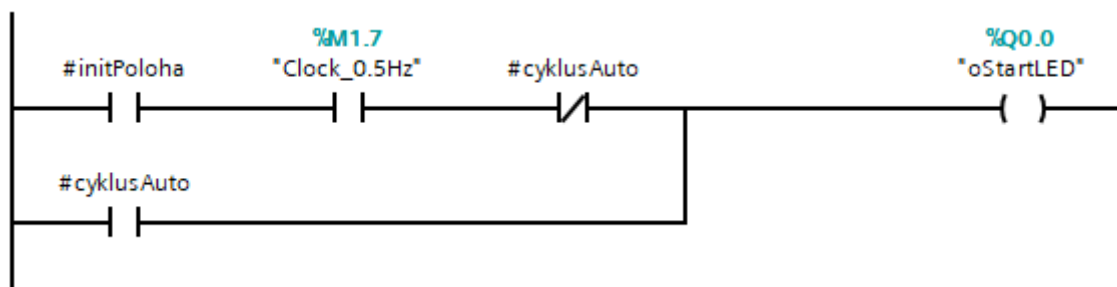 %M1.7
%Q0.0
#initPoloha
"Clock_0.5Hz"
#cyklusAuto
"oStartLED"
#cyklusAuto